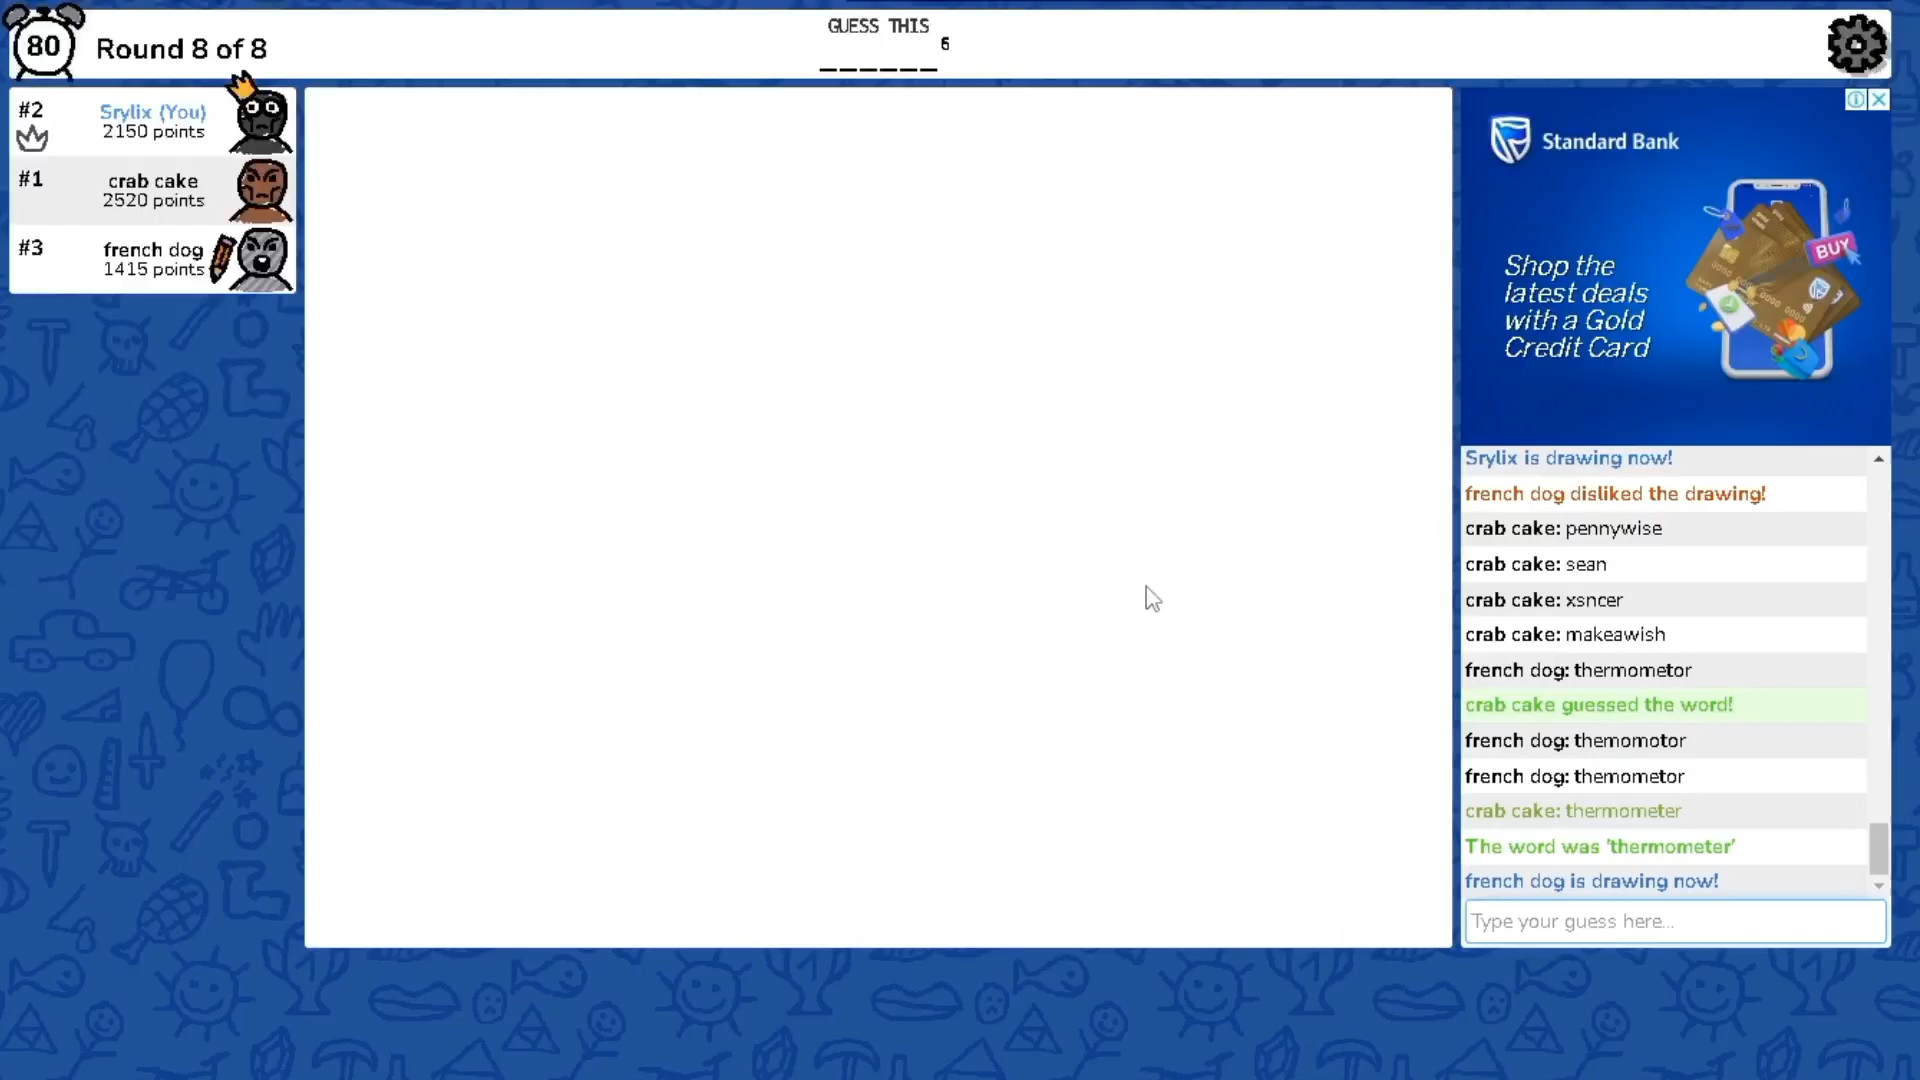 80
Round 8 of 8
GUESS THIS
______ 6
#2
Srylix (You)
2150 points
#1
crab cake
2520 points
#3
french dog
1415 points
Standard Bank
Shop the
latest deals
with a Gold
Credit Card
BUY
Srylix is drawing now!
french dog disliked the drawing!
crab cake: pennywise
crab cake: sean
crab cake: xsncer
crab cake: makeawish
french dog: thermometor
crab cake guessed the word!
french dog: themomotor
french dog: themometor
crab cake: thermometer
The word was 'thermometer'
french dog is drawing now!
Type your guess here...